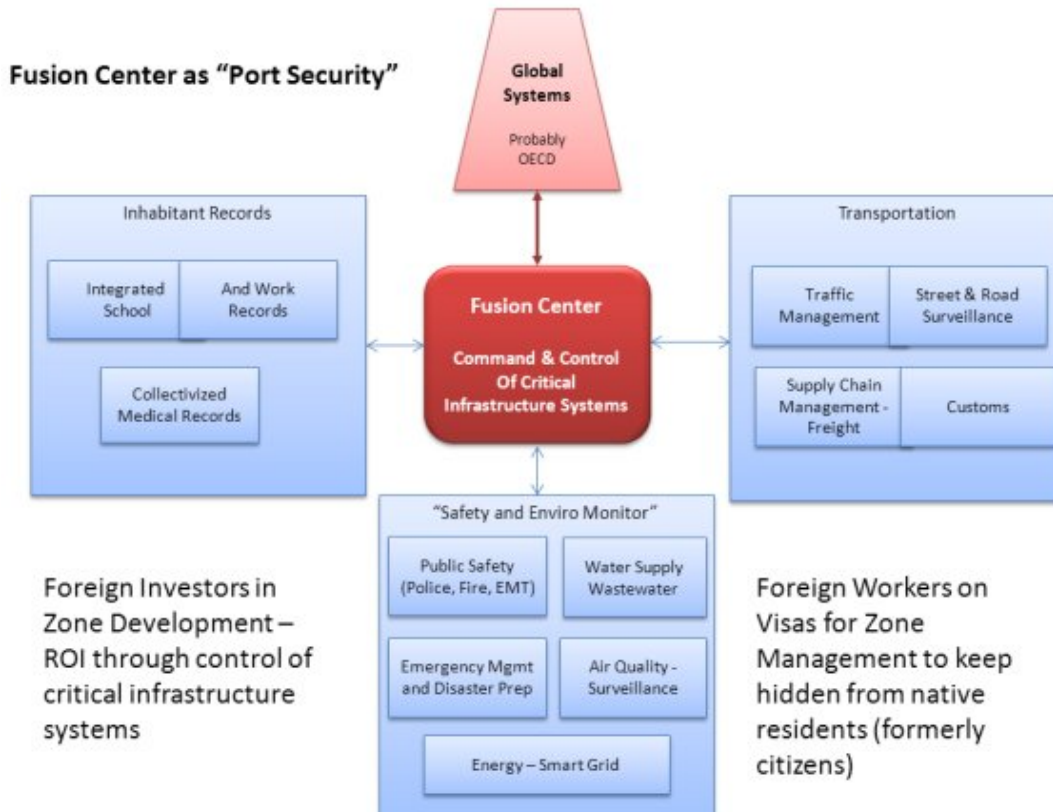 Fusion Center as “Port Security”
Global
Systems
Probably
OECD
Inhabitant Records
Integrated
School
And Work
Records
Collectivized
Medical Records
Fusion Center
Command & Control
Of Critical
Infrastructure Systems
Transportation
Traffic
Management
Street & Road
Surveillance
Supply Chain
Management -
Freight
Customs
“Safety and Enviro Monitor”
Public Safety
(Police, Fire, EMT)
Water Supply
Wastewater
Emergency Mgmt
and Disaster Prep
Air Quality -
Surveillance
Energy – Smart Grid
Foreign Investors in
Zone Development –
ROI through control of
critical infrastructure
systems
Foreign Workers on
Visas for Zone
Management to keep
hidden from native
residents (formerly
citizens)